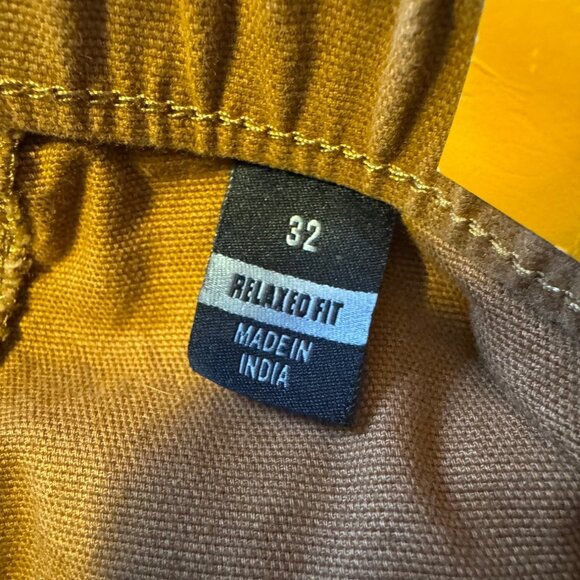 32
RELAXED FIT
MADE IN
INDIA